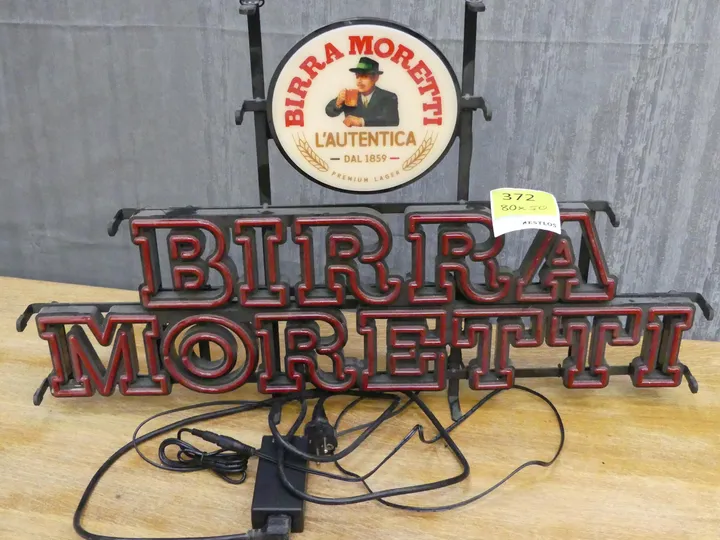 BIRRA MORETTI
L'AUTENTICA
DAL 1859
PREMIUM LAGER
372
80x50
BIRRA
MORETTI